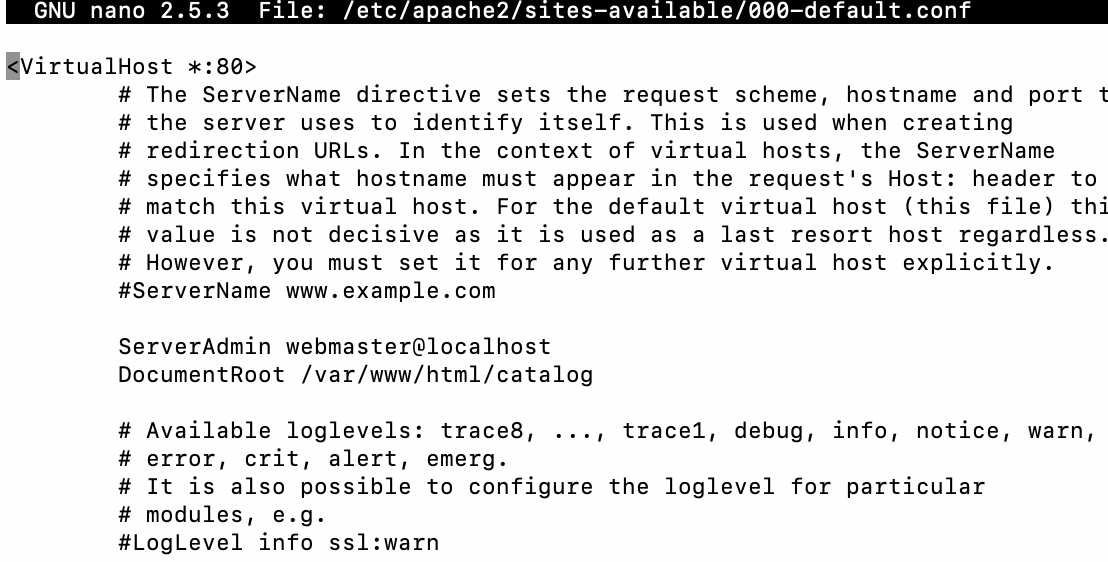 GNU nano 2.5.3 File: /etc/apache2/sites-available/000-default.conf
<VirtualHost *:80>
# The ServerName directive sets the request scheme, hostname and port t
# the server uses to identify itself. This is used when creating
# redirection URLs. In the context of virtual hosts, the ServerName
# specifies what hostname must appear in the request's Host: header to
# match this virtual host. For the default virtual host (this file) thi
# value is not decisive as it is used as a last resort host regardless.
# However, you must set it for any further virtual host explicitly.
#ServerName www.example.com
ServerAdmin webmaster@localhost
DocumentRoot /var/www/html/catalog
# Available loglevels: trace8, ..., trace1, debug, info, notice, warn,
# error, crit, alert, emerg.
# It is also possible to configure the loglevel for particular
# modules, e.g.
#LogLevel info ssl:warn